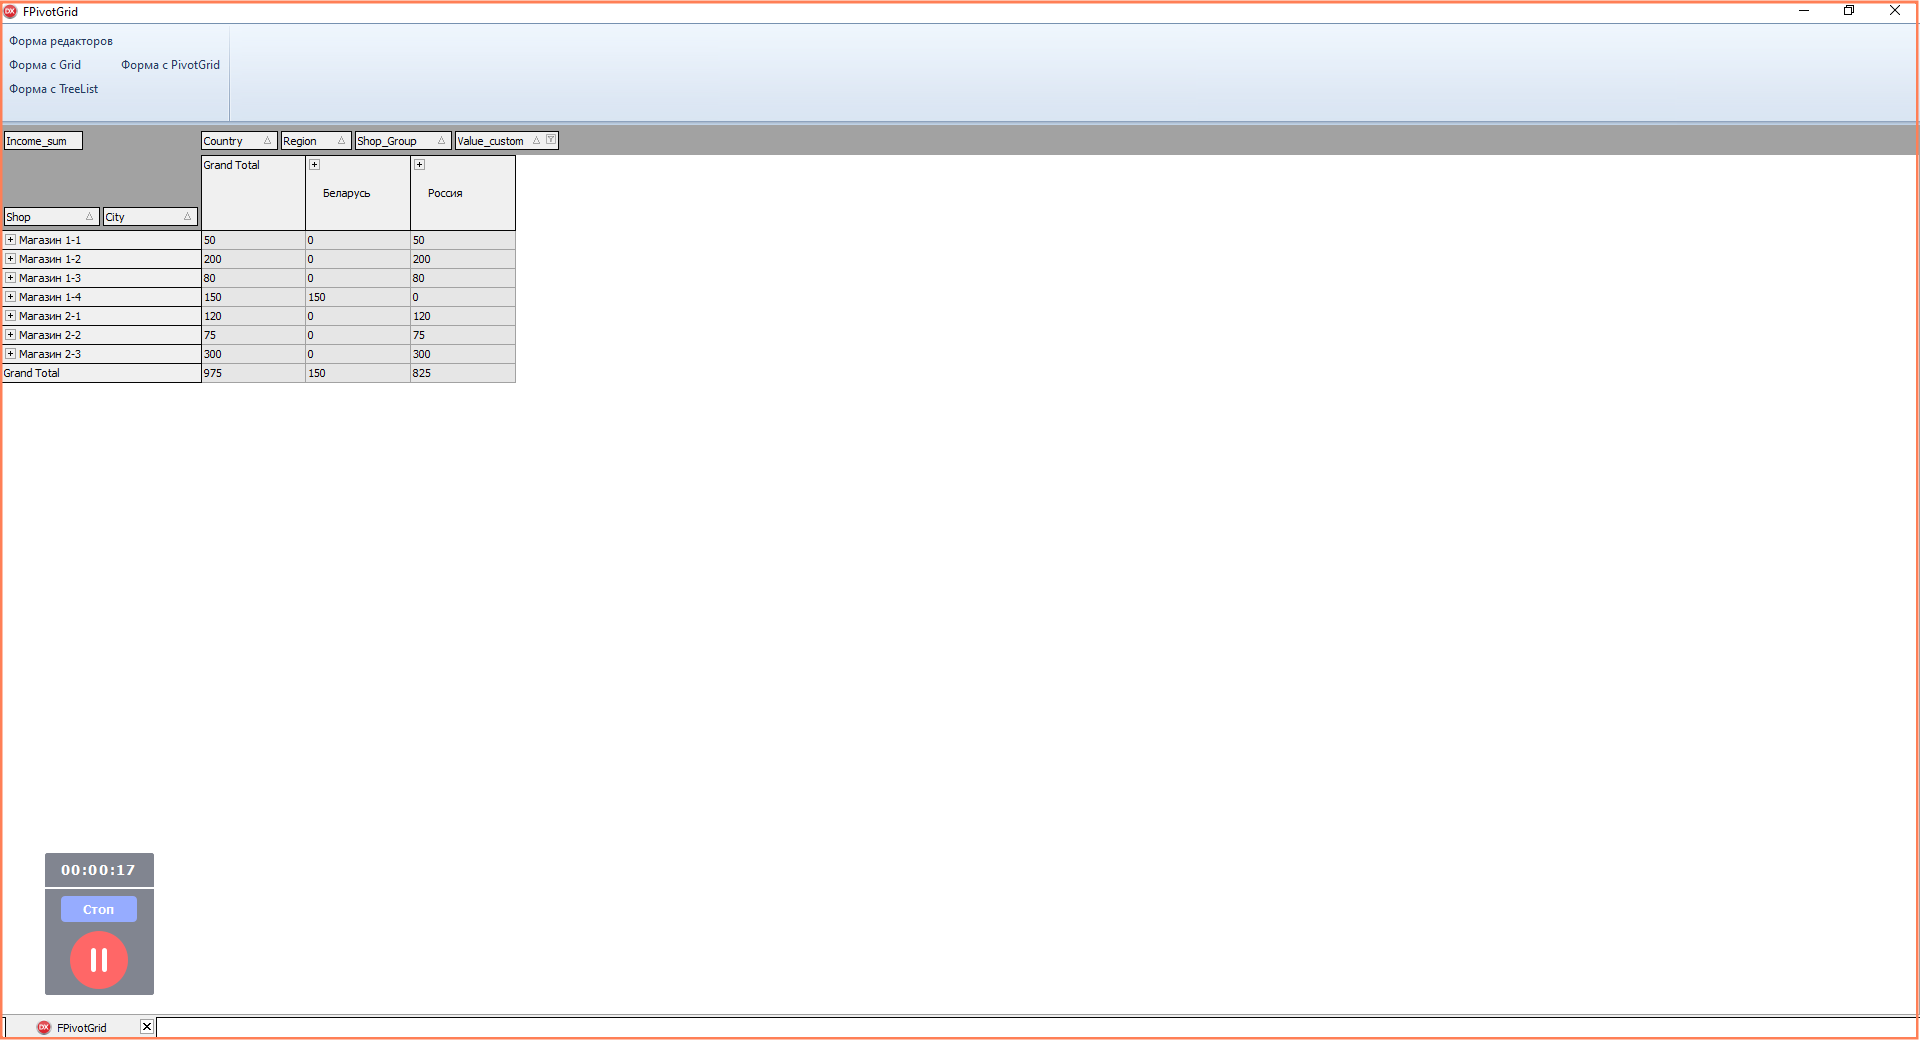 FPivotGrid
Форма редакторов
Форма с Grid Форма с PivotGrid
Форма с TreeList
Income_sum Country Region Shop_Group Value_custom
Grand Total
Беларусь Россия
Shop City
Магазин 1-1 50 0 50
Магазин 1-2 200 0 200
Магазин 1-3 80 0 80
Магазин 1-4 150 150 0
Магазин 2-1 120 0 120
Магазин 2-2 75 0 75
Магазин 2-3 300 0 300
Grand Total 975 150 825
00:00:17
Стоп
FPivotGrid